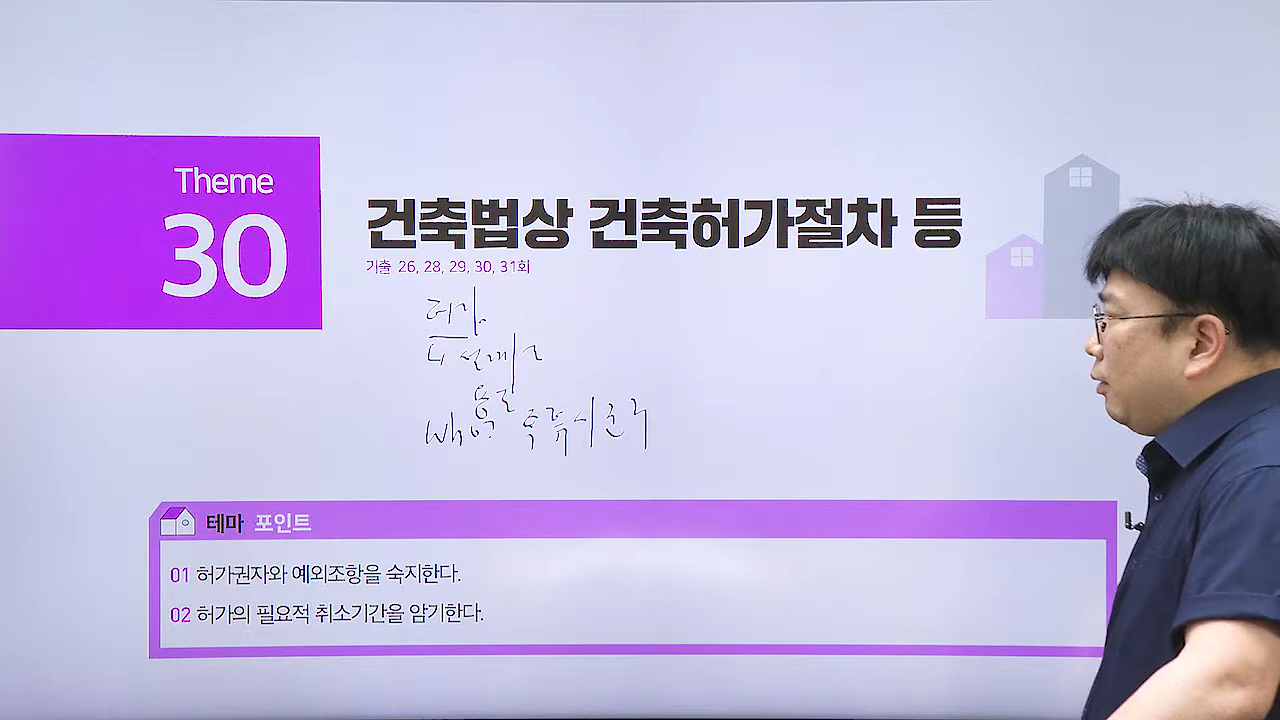 Theme
30
건축법상 건축허가절차 등
기출 26, 28, 29, 30, 31회
허가
용도
who?
테마 포인트
01 허가권자와 예외조항을 숙지한다.
02 허가의 필요적 취소기간을 암기한다.